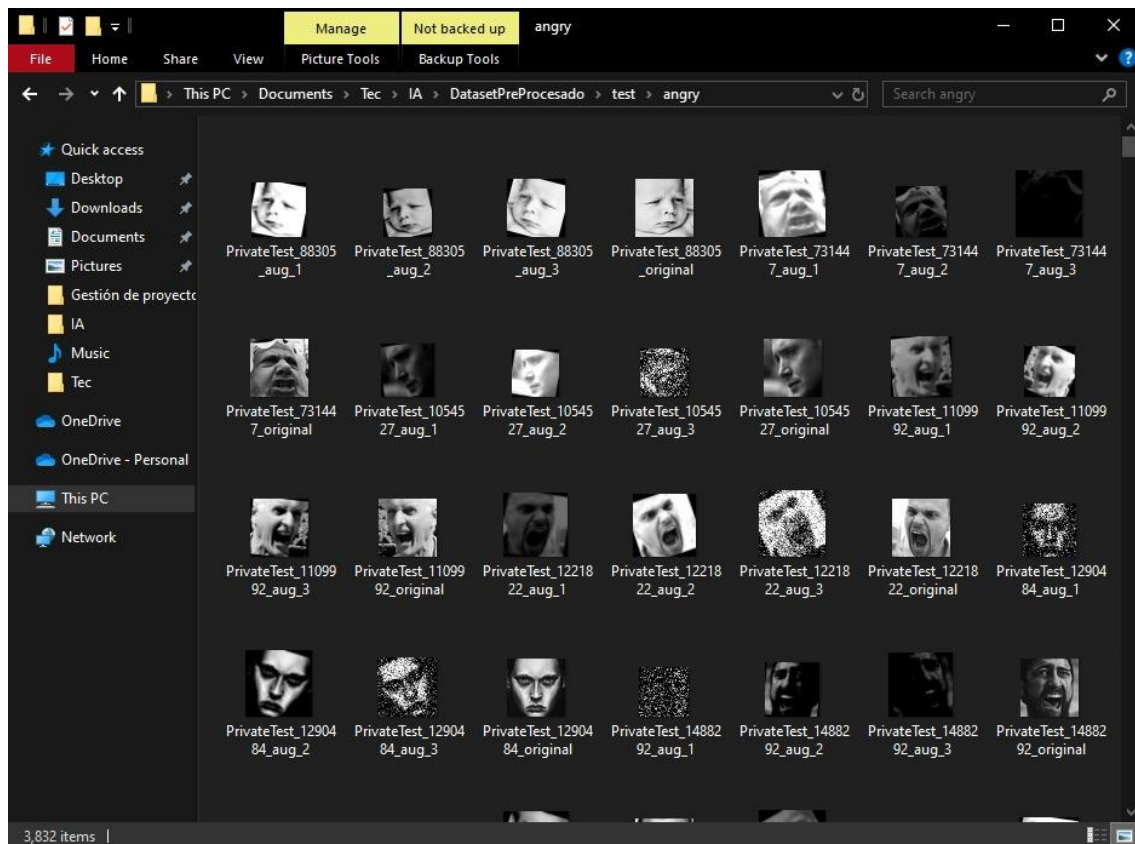 Manage
Not backed up
angry
File
Home
Share
View
Picture Tools
Backup Tools
This PC
Documents
Tec
IA
DatasetPreProcesado
test
angry
Search angry
Quick access
Desktop
Downloads
Documents
Pictures
Gestión de proyecto
IA
Music
Tec
OneDrive
OneDrive - Personal
This PC
Network
PrivateTest_88305
_aug_1
PrivateTest_88305
_aug_2
PrivateTest_88305
_aug_3
PrivateTest_88305
_original
PrivateTest_73144
7_aug_1
PrivateTest_73144
7_aug_2
PrivateTest_73144
7_aug_3
PrivateTest_73144
7_original
PrivateTest_10545
27_aug_1
PrivateTest_10545
27_aug_2
PrivateTest_10545
27_aug_3
PrivateTest_10545
27_original
PrivateTest_11099
92_aug_1
PrivateTest_11099
92_aug_2
PrivateTest_11099
92_aug_3
PrivateTest_11099
92_original
PrivateTest_12218
22_aug_1
PrivateTest_12218
22_aug_2
PrivateTest_12218
22_aug_3
PrivateTest_12218
22_original
PrivateTest_12904
84_aug_1
PrivateTest_12904
84_aug_2
PrivateTest_12904
84_aug_3
PrivateTest_12904
84_original
PrivateTest_14882
92_aug_1
PrivateTest_14882
92_aug_2
PrivateTest_14882
92_aug_3
PrivateTest_14882
92_original
3,832 items